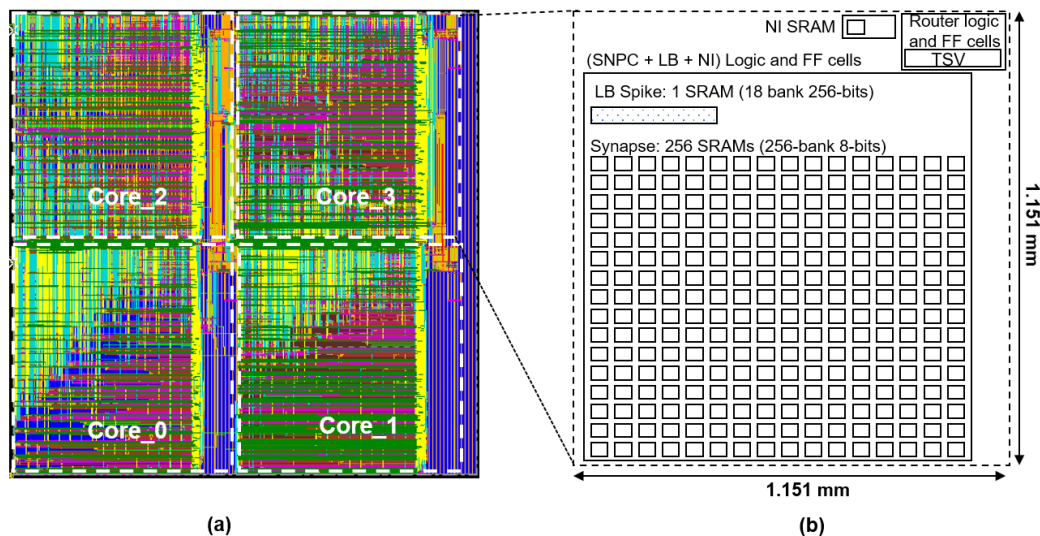 Core_2
Core_3
Core_0
Core_1
(a)
NI SRAM
Router logic
and FF cells
TSV
(SNPC + LB + NI) Logic and FF cells
LB Spike: 1 SRAM (18 bank 256-bits)
Synapse: 256 SRAMs (256-bank 8-bits)
1.151 mm
1.151 mm
(b)